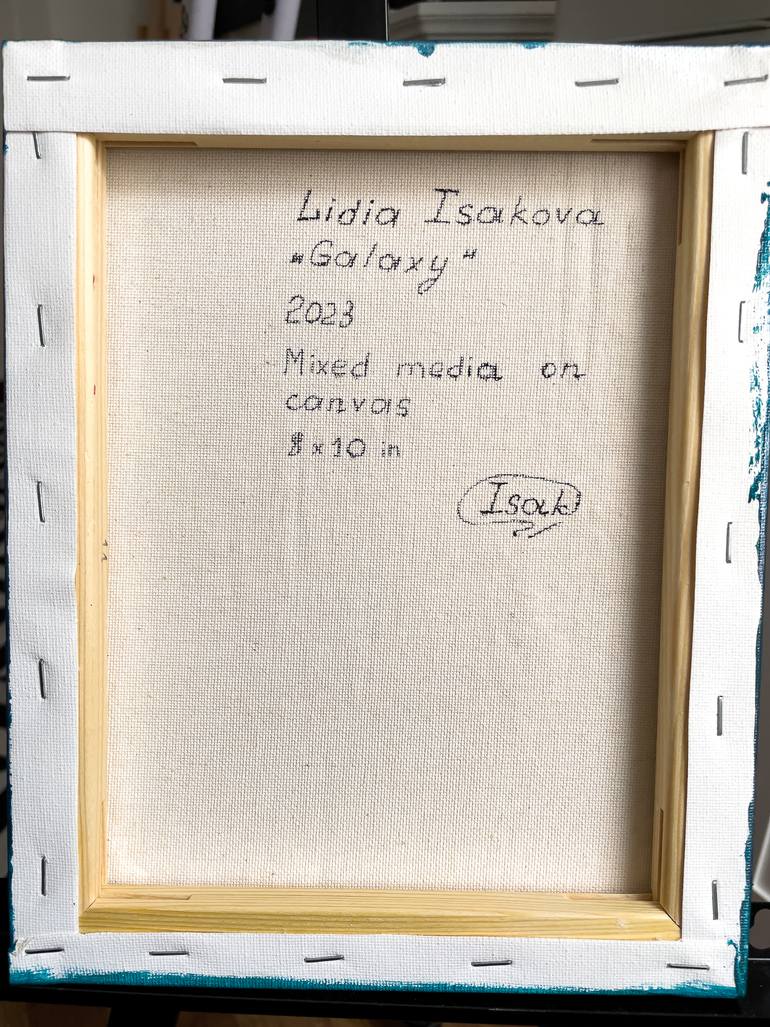 Lidia Isakova
„Galaxy“
2023
Mixed media on
canvas
8 x 10 in
Isak